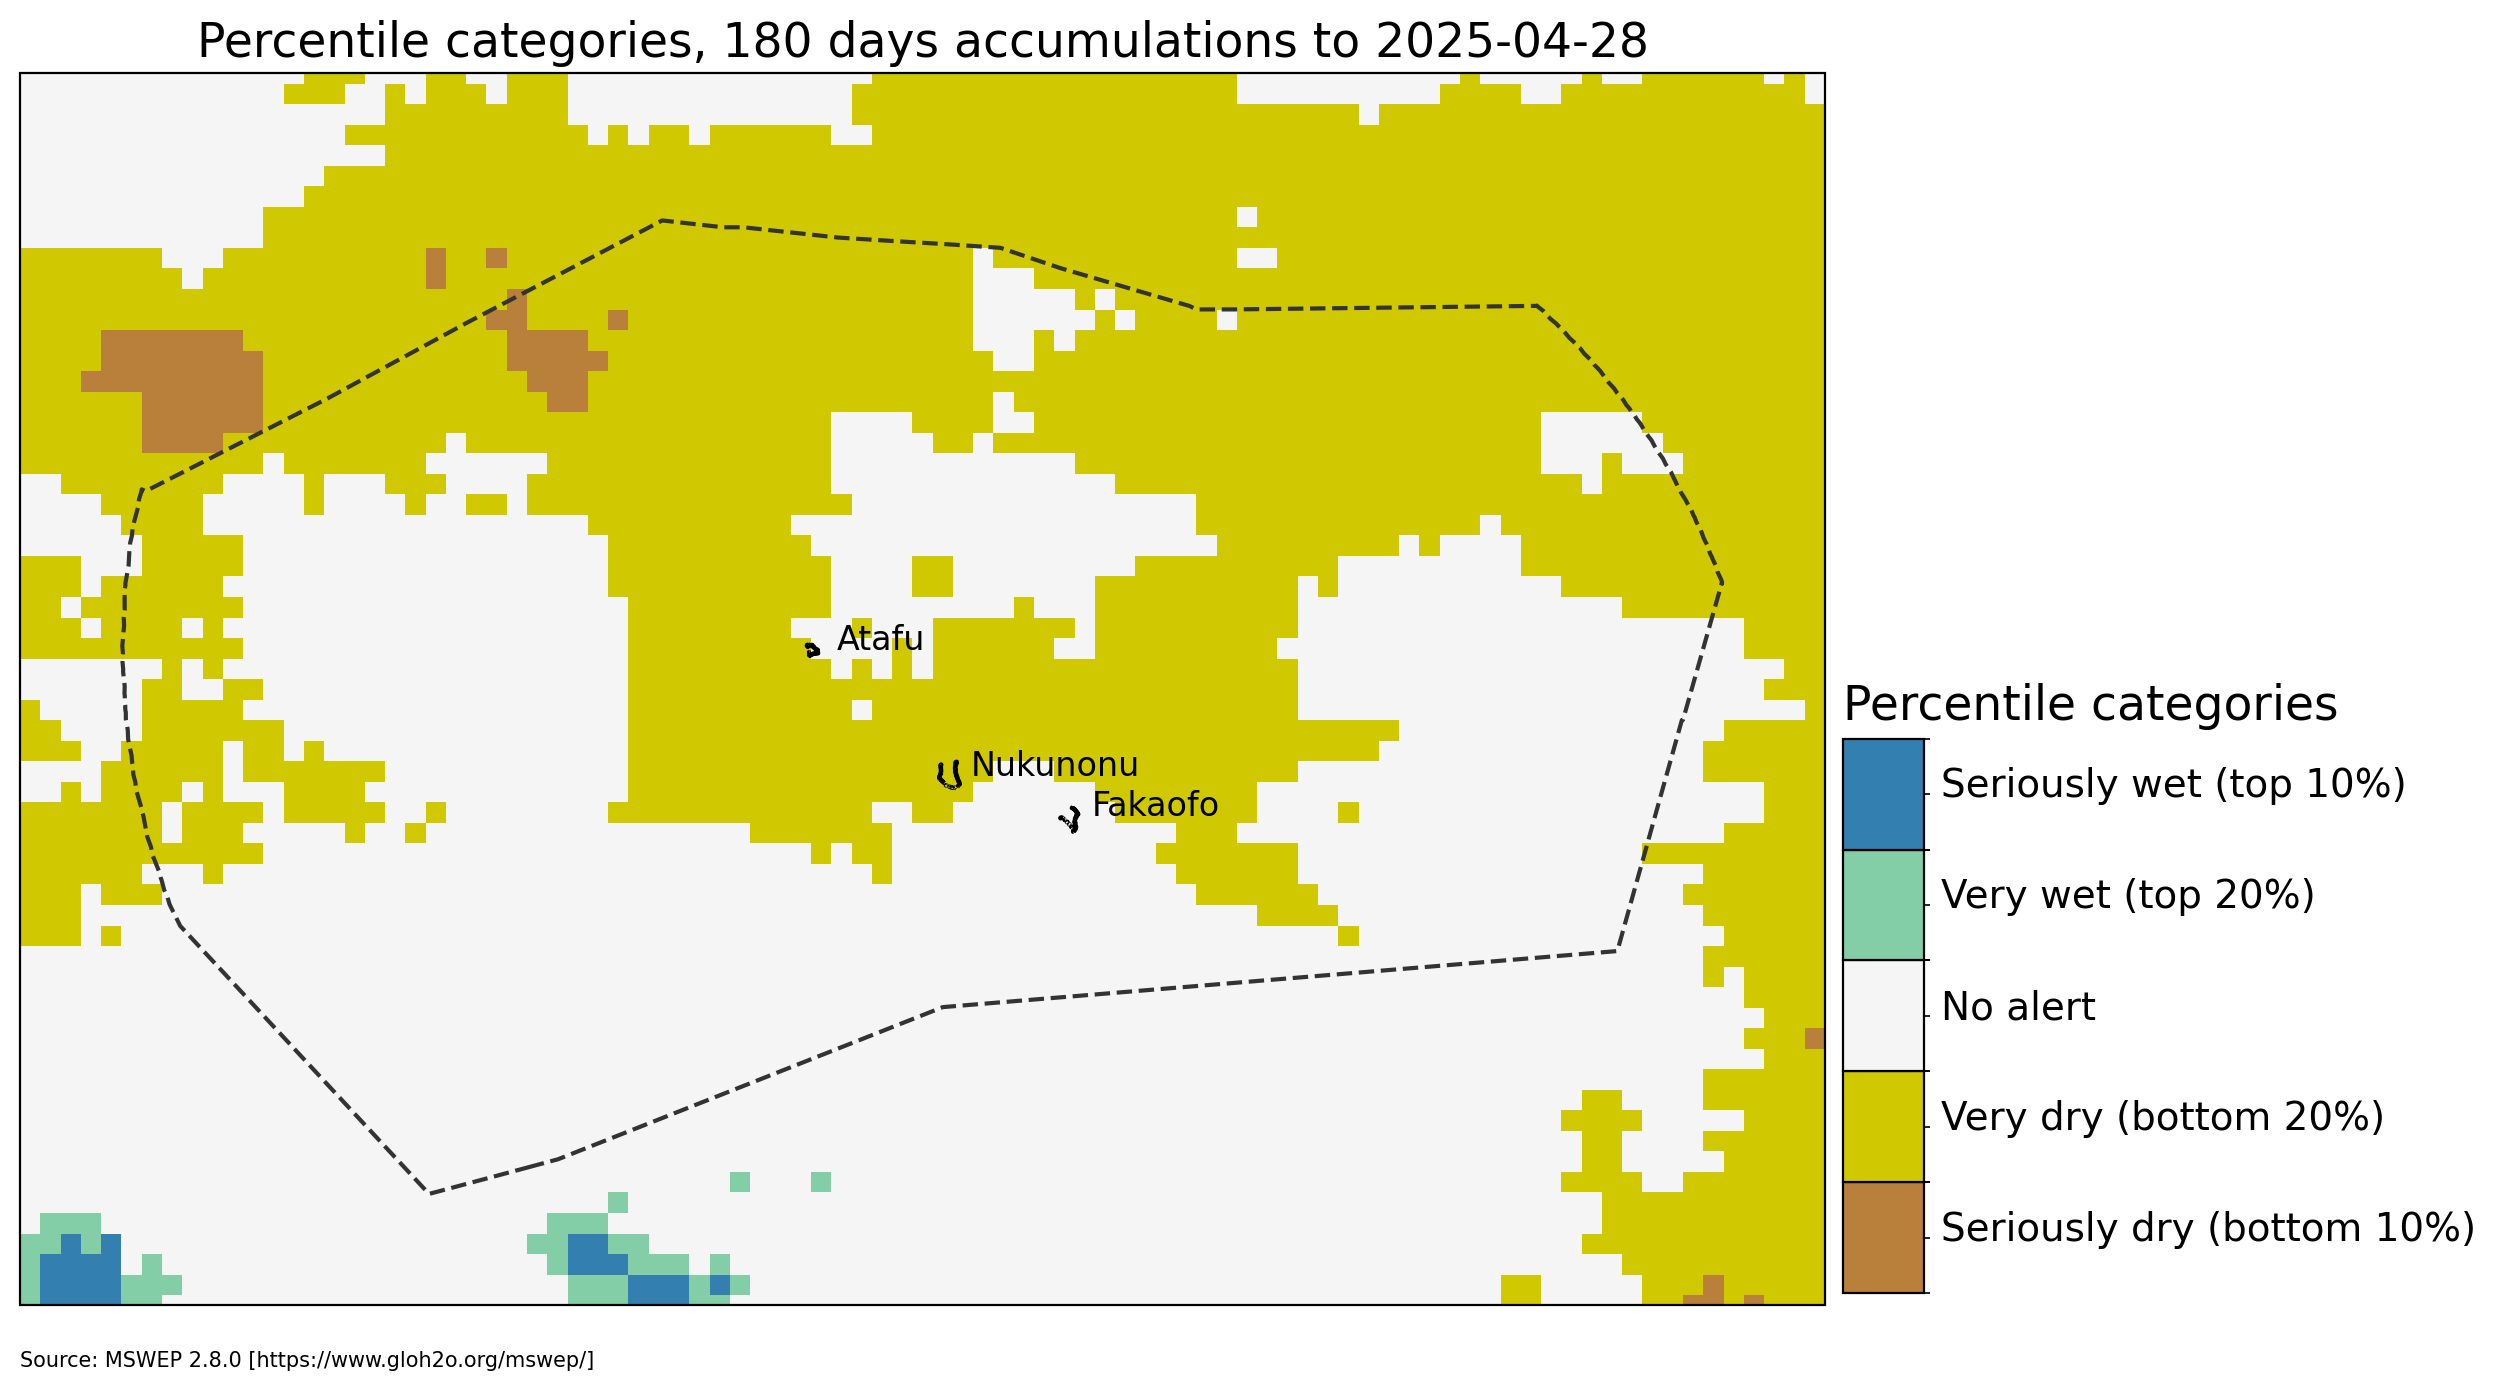 Percentile categories, 180 days accumulations to 2025-04-28
Atafu
Nukunonu
Fakaofo
Percentile categories
Seriously wet (top 10%)
Very wet (top 20%)
No alert
Very dry (bottom 20%)
Seriously dry (bottom 10%)
Source: MSWEP 2.8.0 [https://www.gloh2o.org/mswep/]